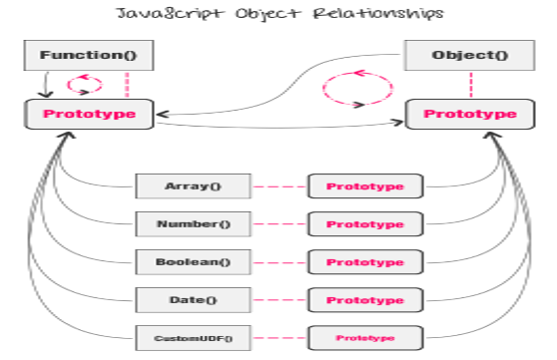 JavaScript Object Relationships
Function() Object()
Prototype Prototype
Array() Prototype
Number() Prototype
Boolean() Prototype
Date() Prototype
CustomUDF() Prototype